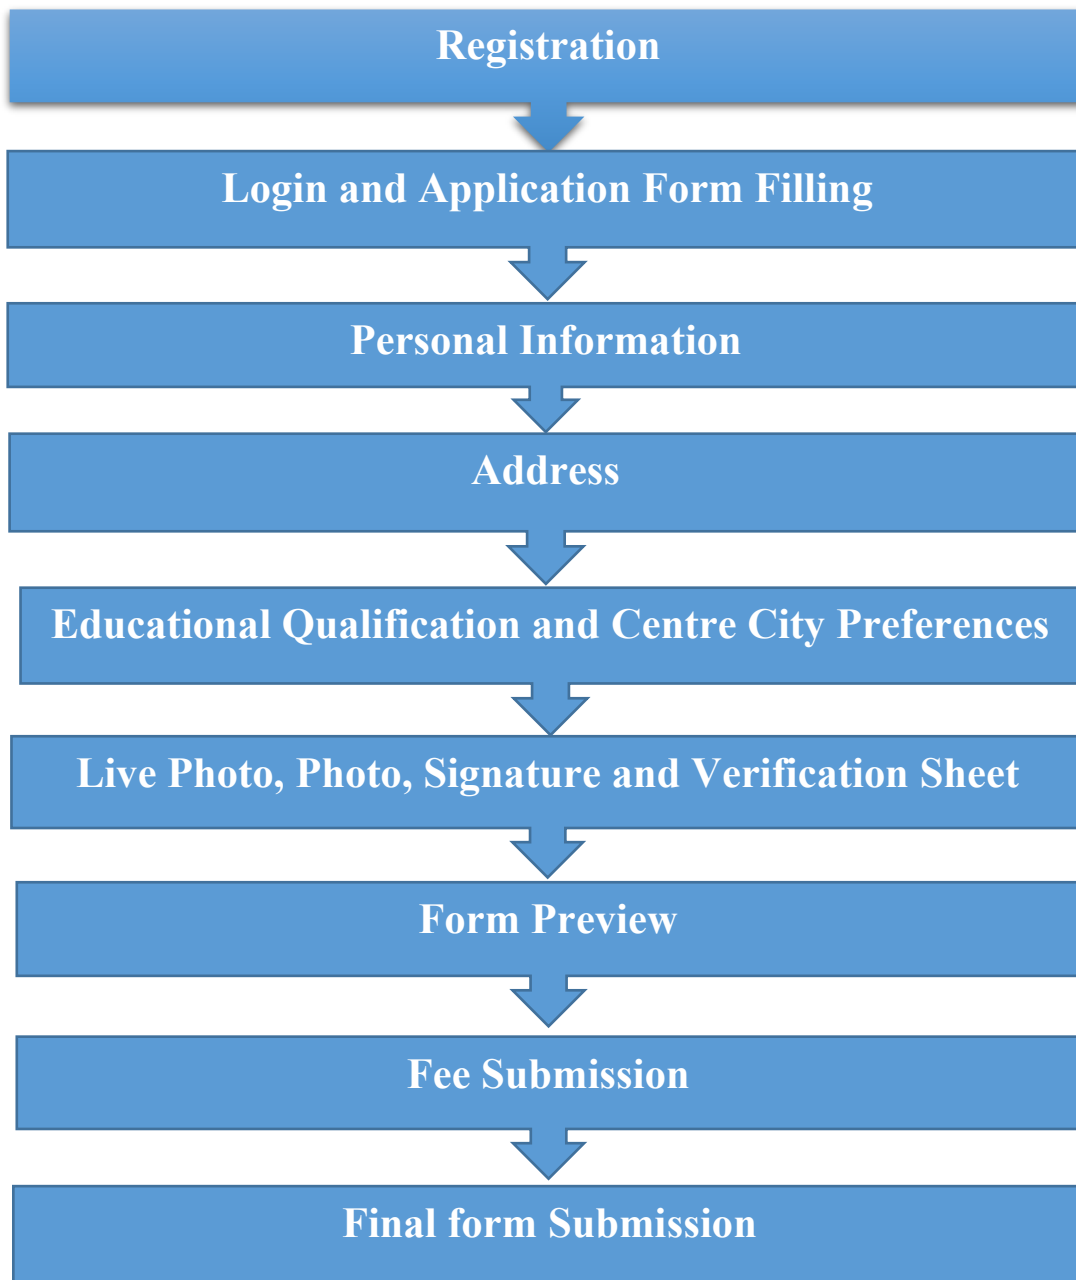 Registration
Login and Application Form Filling
Personal Information
Address
Educational Qualification and Centre City Preferences
Live Photo, Photo, Signature and Verification Sheet
Form Preview
Fee Submission
Final form Submission